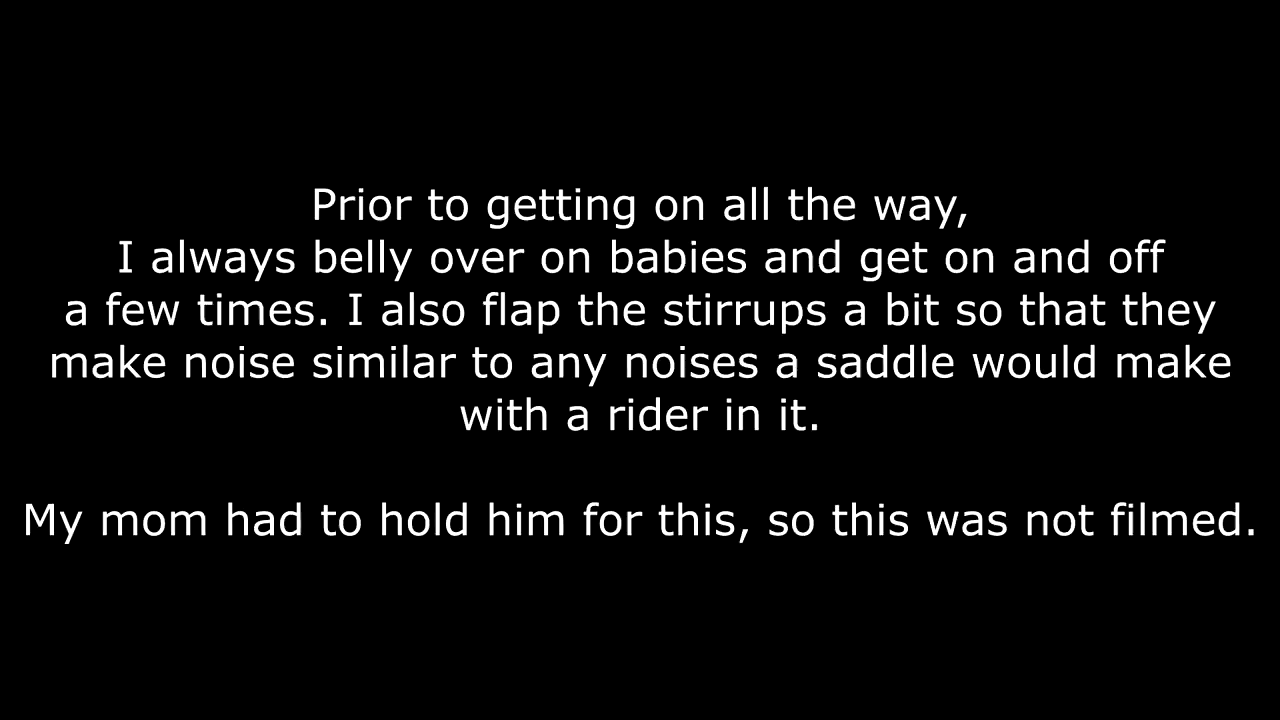 Prior to getting on all the way,
I always belly over on babies and get on and off
a few times. I also flap the stirrups a bit so that they
make noise similar to any noises a saddle would make
with a rider in it.
My mom had to hold him for this, so this was not filmed.